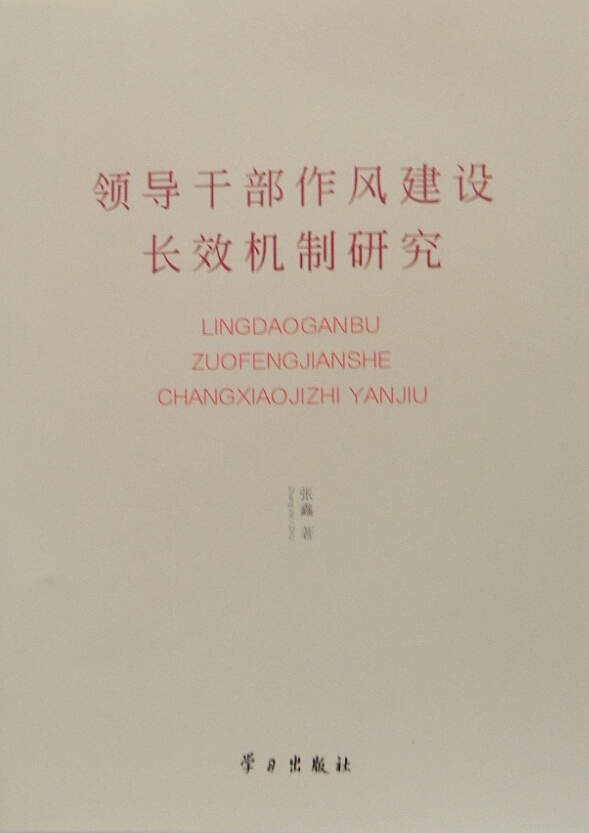 领导干部作风建设
长效机制研究
LINGDAOGANBU
ZUOFENGJIANSHE
CHANGXIAOJIZHI YANJIU
张鑫 著
学习出版社